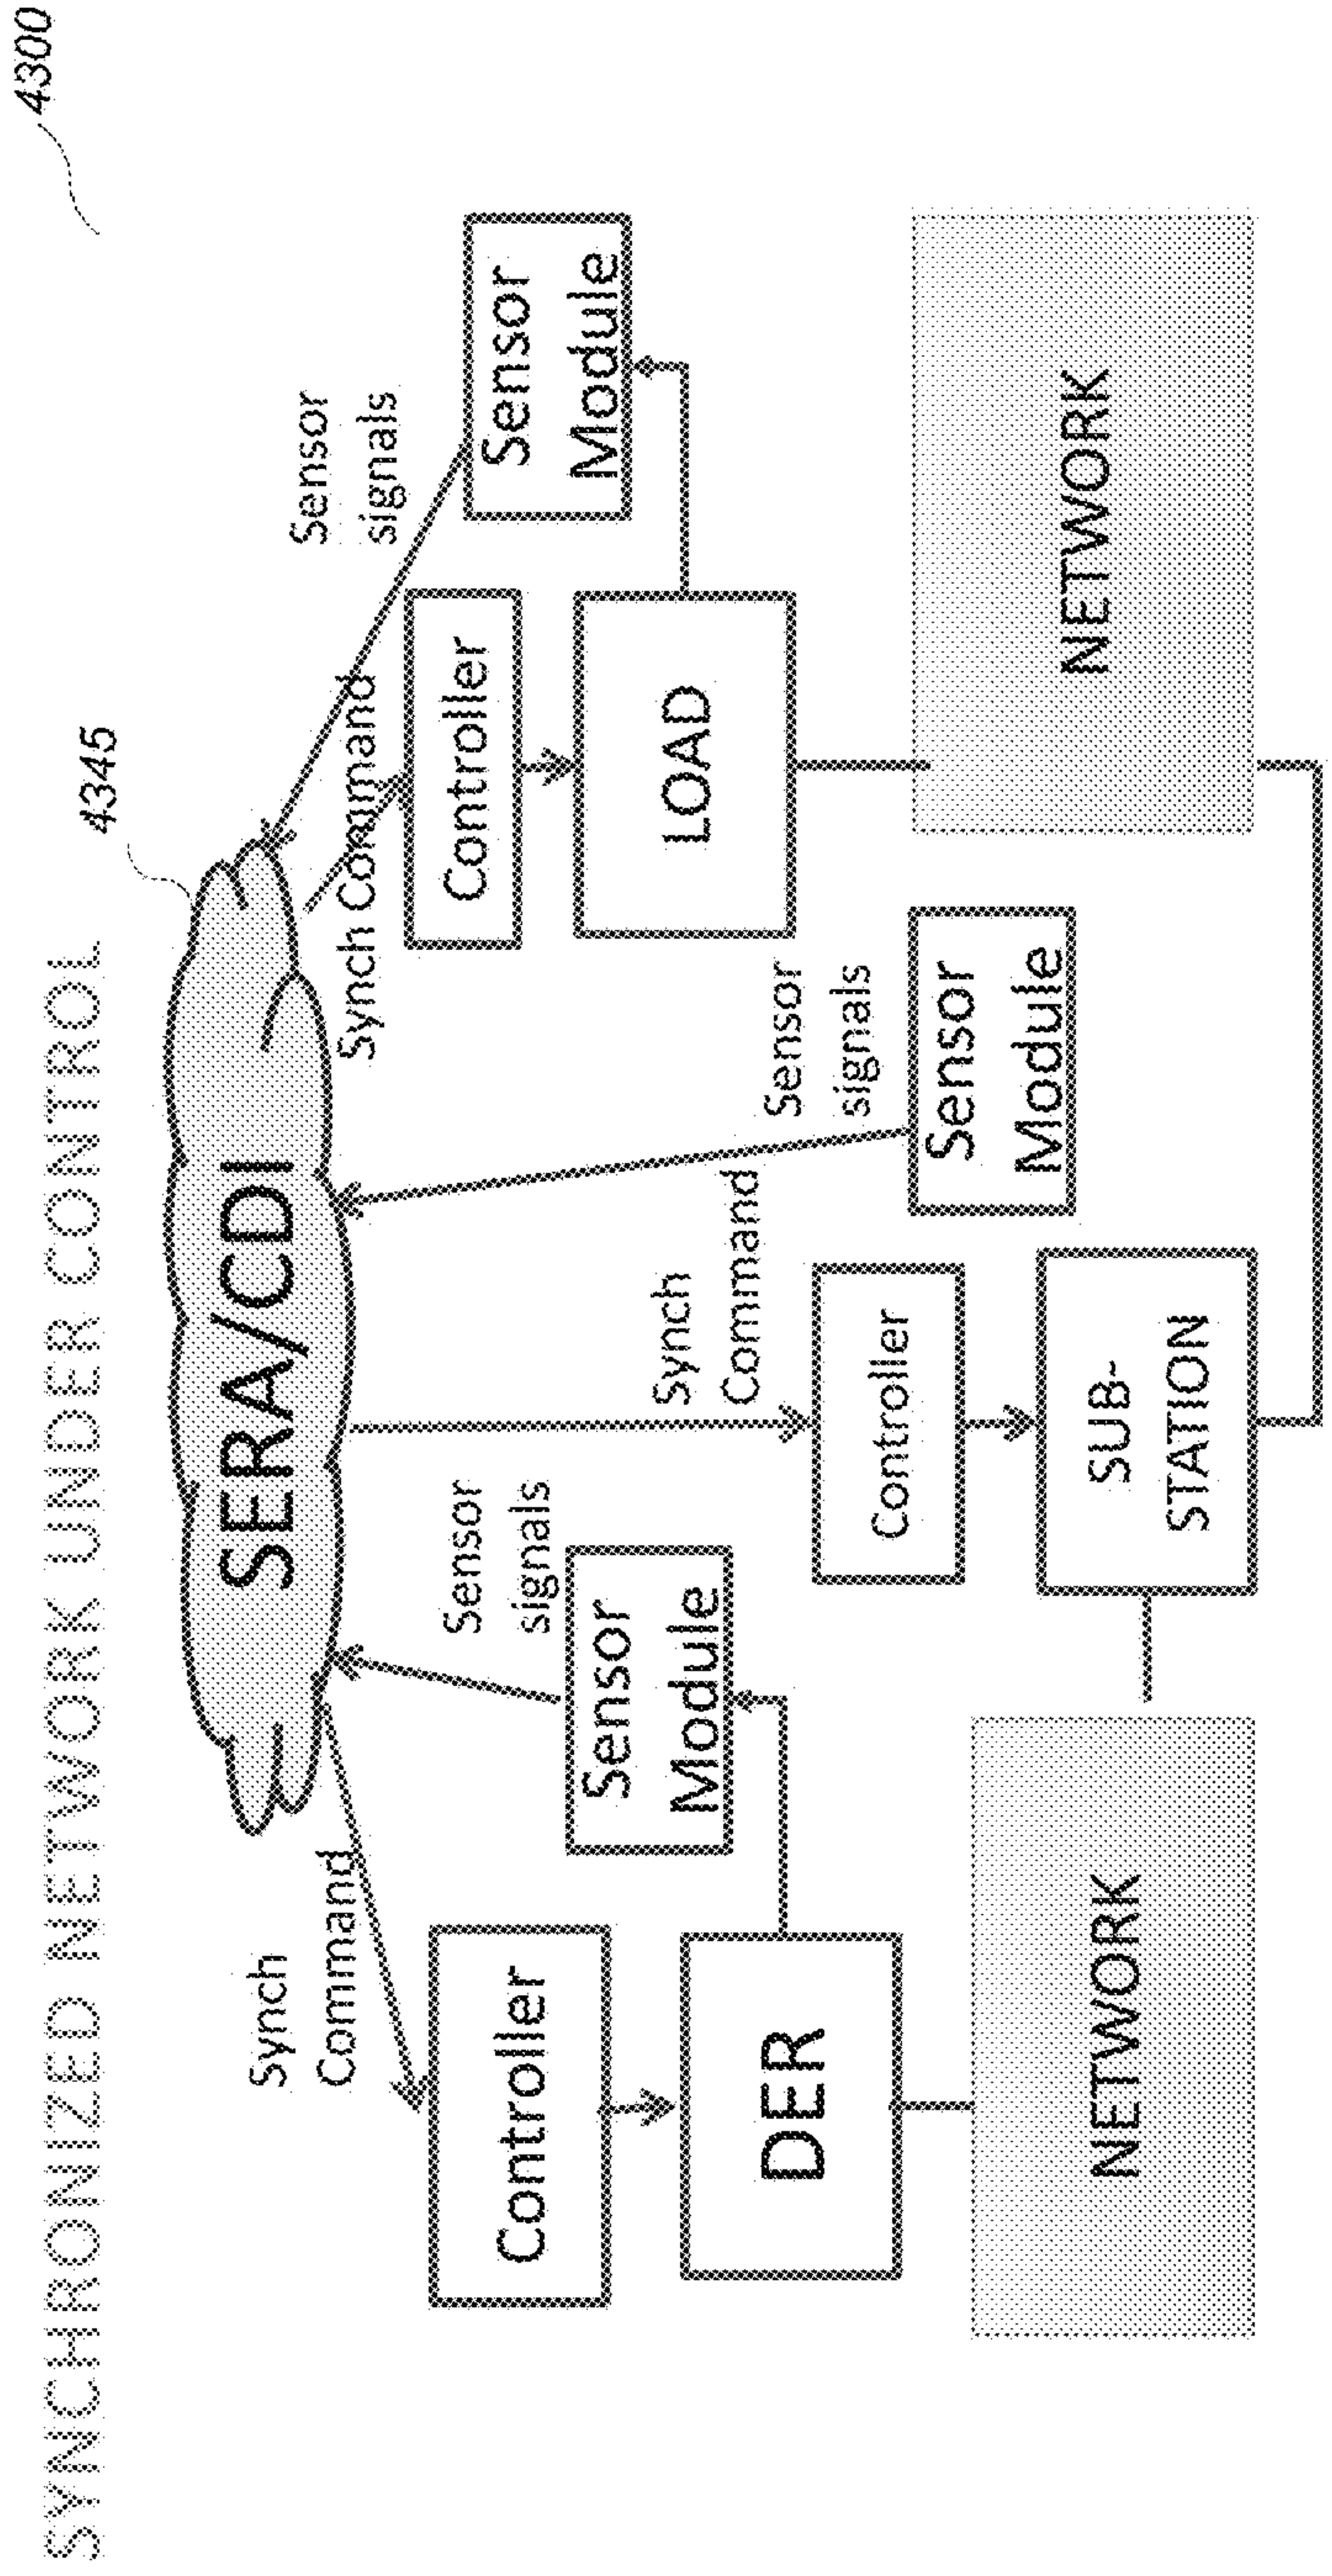 4300
SYNCHRONIZED NETWORK UNDER CONTROL
4345
SERA/CDI
Synch
Command
Controller
DER
NETWORK
Sensor
signals
Sensor
Module
Synch
Command
Controller
SUB-
STATION
Sensor
signals
Sensor
Module
Synch Command
Controller
LOAD
NETWORK
Sensor
signals
Sensor
Module